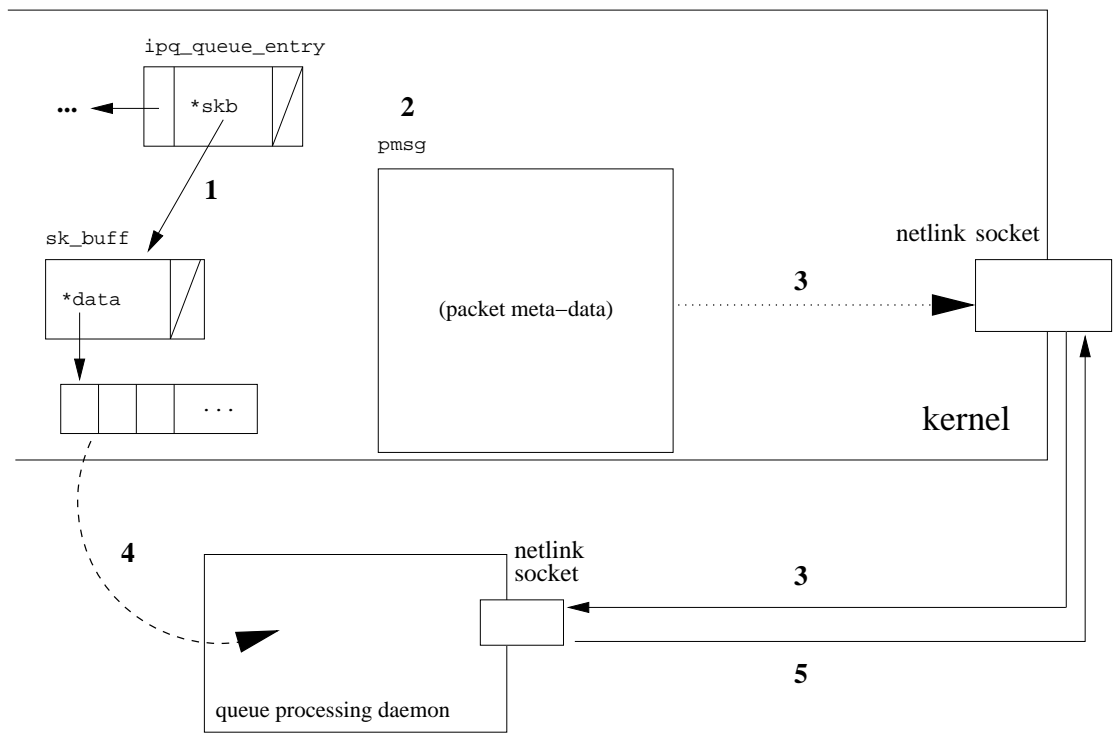 ipq_queue_entry
...
*skb
2
pmsg
1
sk_buff
netlink socket
*data
(packet meta-data)
3
...
kernel
4
netlink
socket
3
5
queue processing daemon